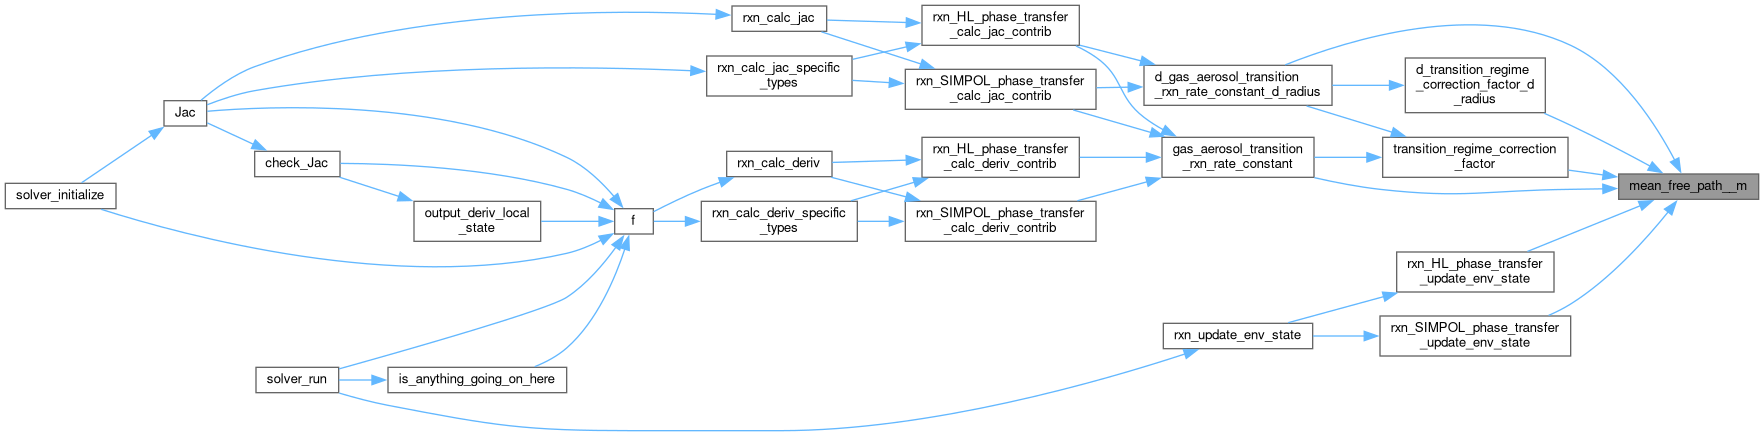 rxn_calc_jac
rxn_HL_phase_transfer
_calc_jac_contrib
rxn_calc_jac_specific
_types
rxn_SIMPOL_phase_transfer
_calc_jac_contrib
d_gas_aerosol_transition
_rxn_rate_constant_d_radius
d_transition_regime
_correction_factor_d
_radius
Jac
check_Jac
rxn_calc_deriv
rxn_HL_phase_transfer
_calc_deriv_contrib
gas_aerosol_transition
_rxn_rate_constant
transition_regime_correction
_factor
mean_free_path__m
solver_initialize
output_deriv_local
_state
f
rxn_calc_deriv_specific
_types
rxn_SIMPOL_phase_transfer
_calc_deriv_contrib
rxn_HL_phase_transfer
_update_env_state
rxn_update_env_state
rxn_SIMPOL_phase_transfer
_update_env_state
solver_run
is_anything_going_on_here